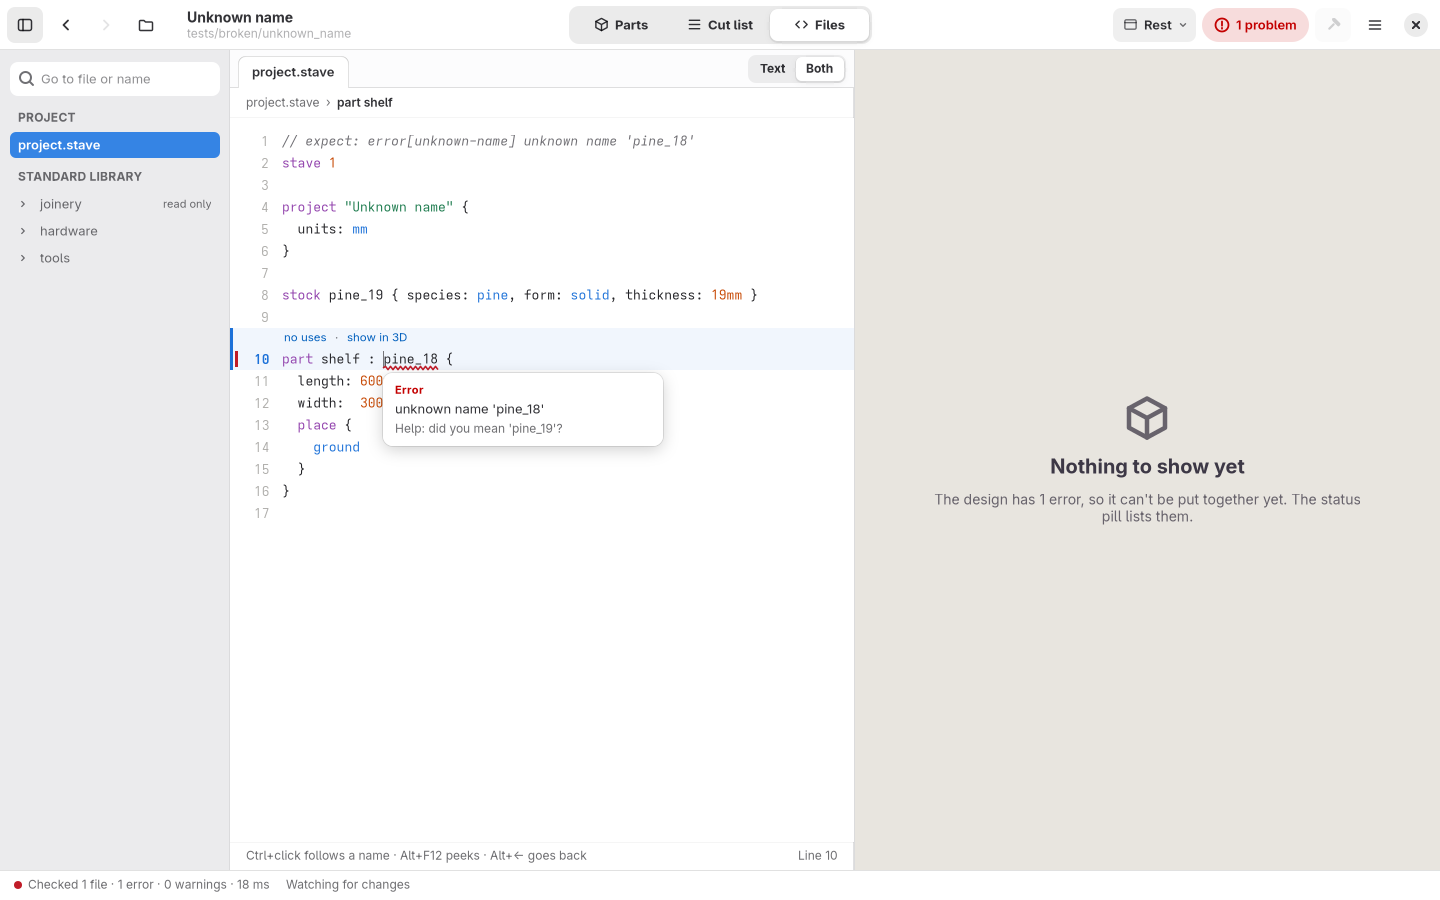 Unknown name
tests/broken/unknown_name
Parts
Cut list
Files
Rest
1 problem
Go to file or name
PROJECT
project.stave
STANDARD LIBRARY
joinery read only
hardware
tools
project.stave
Text Both
project.stave › part shelf
1 // expect: error[unknown-name] unknown name 'pine_18'
2 stave 1
3
4 project "Unknown name" {
5 units: mm
6 }
7
8 stock pine_19 { species: pine, form: solid, thickness: 19mm }
9
no uses · show in 3D
10 part shelf : pine_18 {
11 length: 600
12 width: 300
13 place {
14 ground
15 }
16 }
17
Error
unknown name 'pine_18'
Help: did you mean 'pine_19'?
Nothing to show yet
The design has 1 error, so it can't be put together yet. The status
pill lists them.
Ctrl+click follows a name · Alt+F12 peeks · Alt+← goes back
Line 10
Checked 1 file · 1 error · 0 warnings · 18 ms
Watching for changes